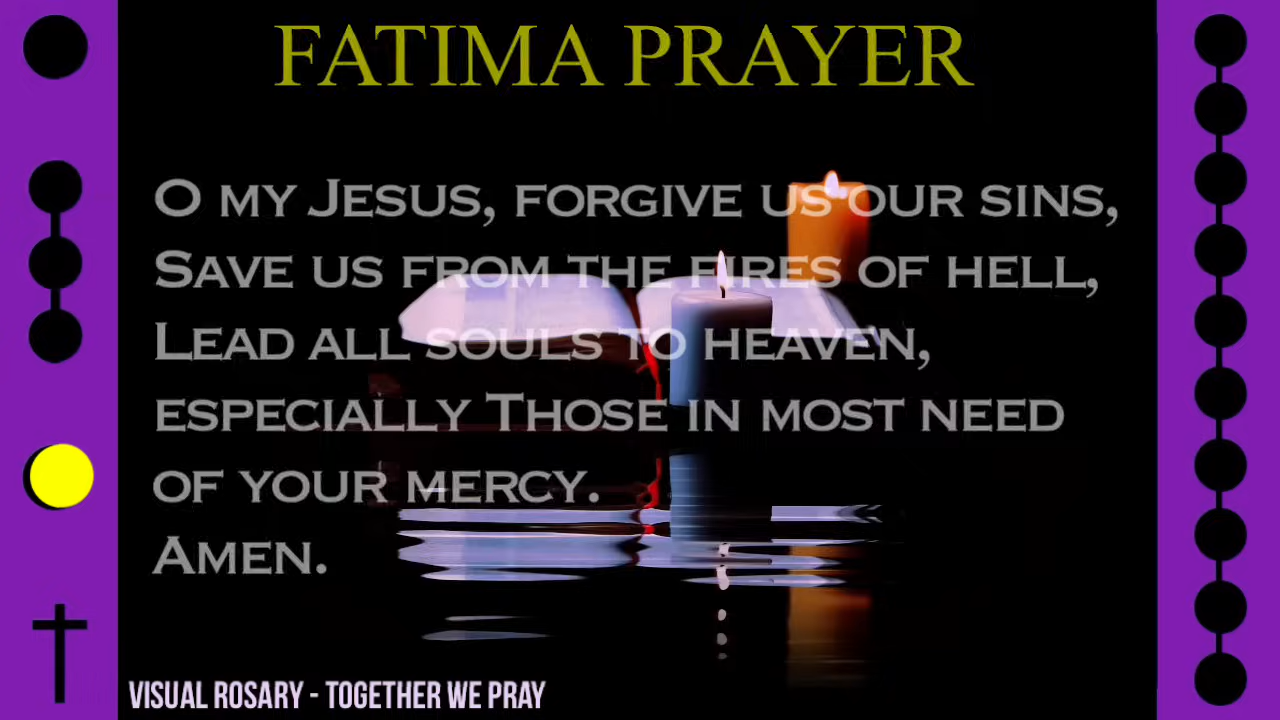 FATIMA PRAYER
O MY JESUS, FORGIVE US OUR SINS,
SAVE US FROM THE FIRES OF HELL,
LEAD ALL SOULS TO HEAVEN,
ESPECIALLY THOSE IN MOST NEED
OF YOUR MERCY.
AMEN.
VISUAL ROSARY - TOGETHER WE PRAY